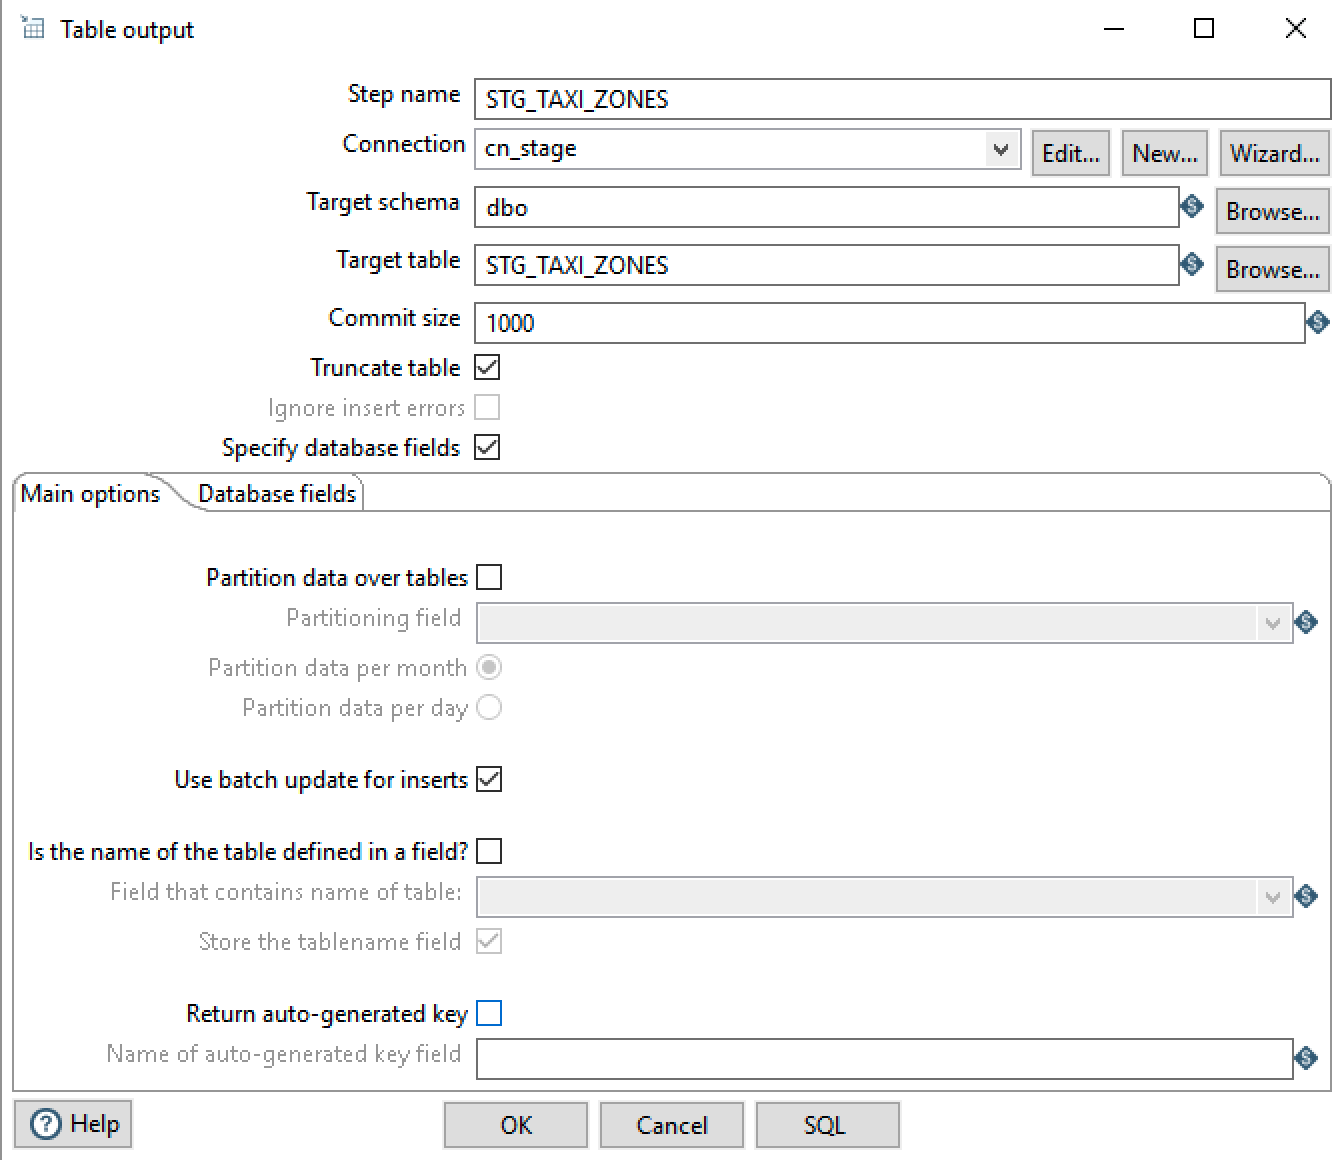 Table output
Step name STG_TAXI_ZONES
Connection cn_stage Edit... New... Wizard...
Target schema dbo Browse...
Target table STG_TAXI_ZONES Browse...
Commit size 1000
Truncate table
Ignore insert errors
Specify database fields
Main options Database fields
Partition data over tables
Partitioning field
Partition data per month
Partition data per day
Use batch update for inserts
Is the name of the table defined in a field?
Field that contains name of table:
Store the tablename field
Return auto-generated key
Name of auto-generated key field
Help OK Cancel SQL